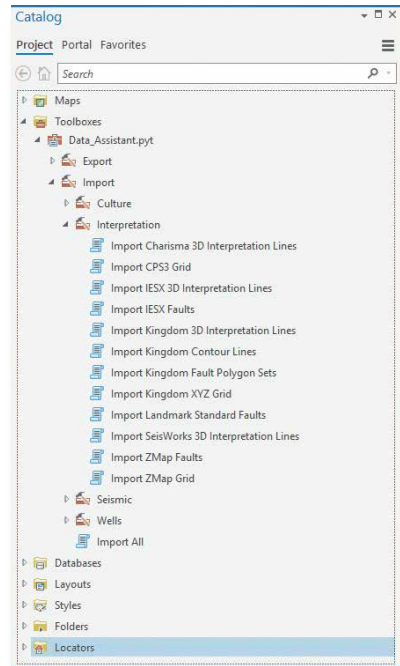 Catalog
Project Portal Favorites
Search
Maps
Toolboxes
Data_Assistant.pyt
Export
Import
Culture
Interpretation
Import Charisma 3D Interpretation Lines
Import CPS3 Grid
Import IESX 3D Interpretation Lines
Import IESX Faults
Import Kingdom 3D Interpretation Lines
Import Kingdom Contour Lines
Import Kingdom Fault Polygon Sets
Import Kingdom XYZ Grid
Import Landmark Standard Faults
Import SeisWorks 3D Interpretation Lines
Import ZMap Faults
Import ZMap Grid
Seismic
Wells
Import All
Databases
Layouts
Styles
Folders
Locators